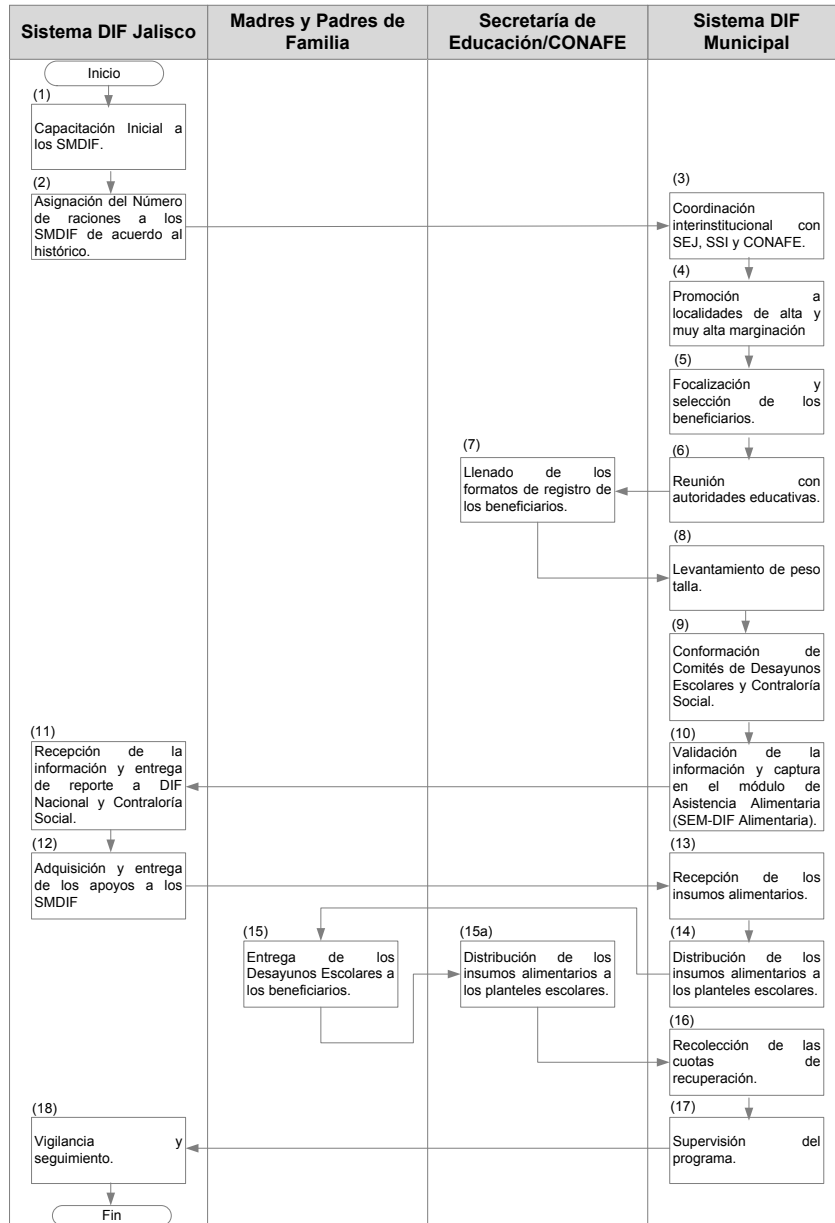 Sistema DIF Jalisco
Madres y Padres de
Familia
Secretaría de
Educación/CONAFE
Sistema DIF
Municipal
Inicio
(1)
Capacitación Inicial a
los SMDIF.
(2)
Asignación del Número
de raciones a los
SMDIF de acuerdo al
histórico.
(3)
Coordinación
interinstitucional con
SEJ, SSI y CONAFE.
(4)
Promoción a
localidades de alta y
muy alta marginación
(5)
Focalización y
selección de los
beneficiarios.
(6)
Reunión con
autoridades educativas.
(7)
Llenado de los
formatos de registro de
los beneficiarios.
(8)
Levantamiento de peso
talla.
(9)
Conformación de
Comités de Desayunos
Escolares y Contraloría
Social.
(10)
Validación de la
información y captura
en el módulo de
Asistencia Alimentaria
(SEM-DIF Alimentaria).
(11)
Recepción de la
información y entrega
de reporte a DIF
Nacional y Contraloría
Social.
(12)
Adquisición y entrega
de los apoyos a los
SMDIF
(13)
Recepción de los
insumos alimentarios.
(14)
Distribución de los
insumos alimentarios a
los planteles escolares.
(15)
Entrega de los
Desayunos Escolares a
los beneficiarios.
(15a)
Distribución de los
insumos alimentarios a
los planteles escolares.
(16)
Recolección de las
cuotas de
recuperación.
(17)
Supervisión del
programa.
(18)
Vigilancia y
seguimiento.
Fin